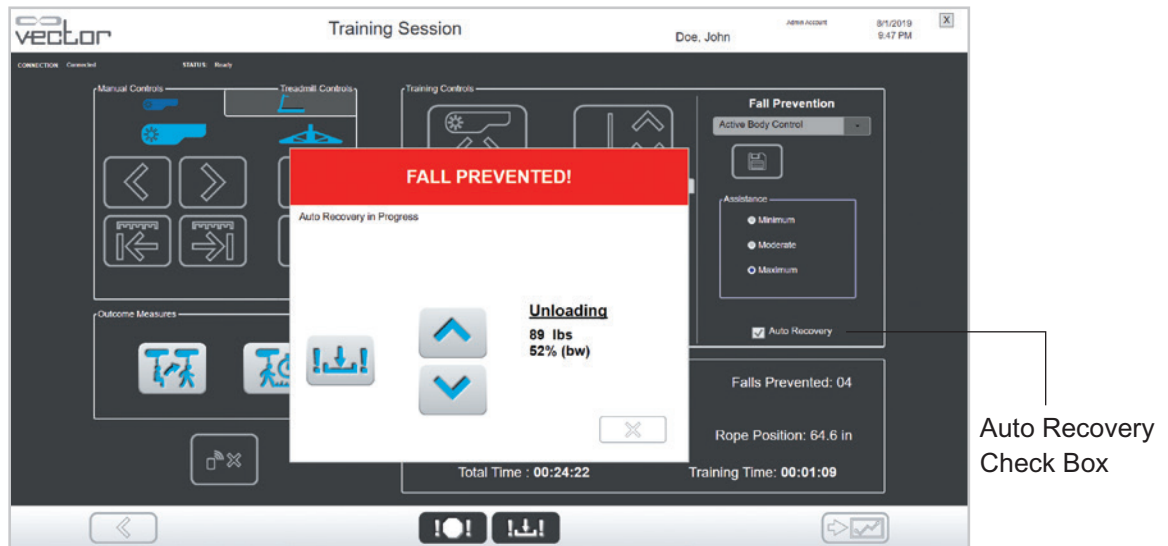 vector
Training Session
Doe, John
Admin Account
8/1/2019
9:47 PM
X
CONNECTION Connected
STATUS: Ready
Manual Controls
Treadmill Controls
Training Controls
Fall Prevention
Active Body Control
FALL PREVENTED!
Auto Recovery in Progress
Assistance
Minimum
Moderate
Maximum
Unloading
89 lbs
52% (bw)
Outcome Measures
Auto Recovery
Falls Prevented: 04
Rope Position: 64.6 in
Total Time : 00:24:22
Training Time: 00:01:09
Auto Recovery
Check Box